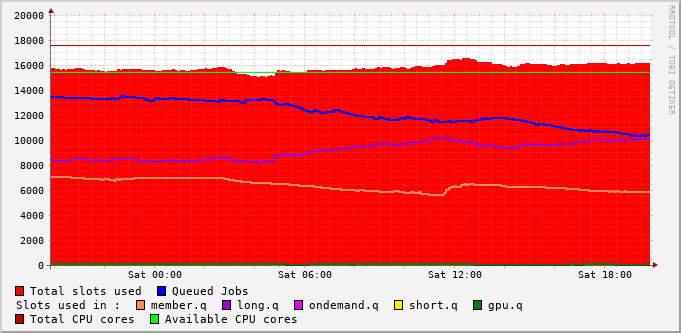 20000
18000
16000
14000
12000
10000
8000
6000
4000
2000
0
Sat 00:00 Sat 06:00 Sat 12:00 Sat 18:00
RRDTOOL / TOBI OETIKER
Total slots used Queued Jobs
Slots used in : member.q long.q ondemand.q short.q gpu.q
Total CPU cores Available CPU cores